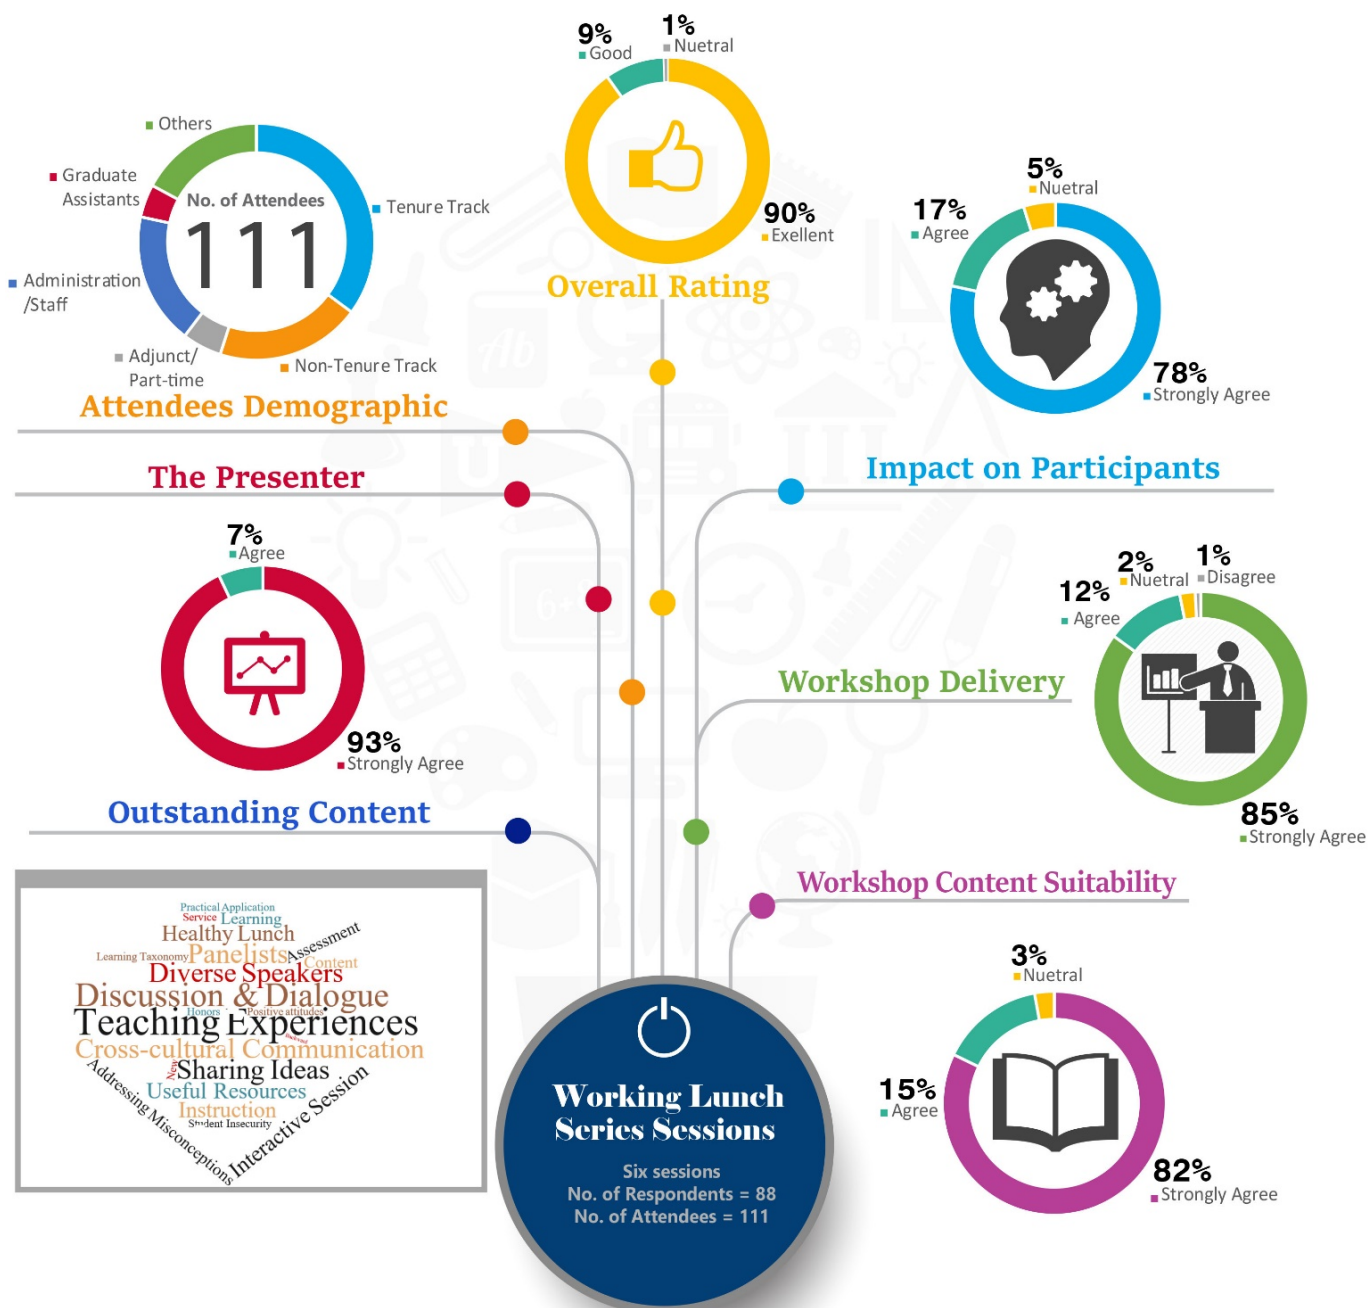 9%
Good
1%
Nuetral
90%
Exellent
Overall Rating
Others
Graduate
Assistants
No. of Attendees
111
Tenure Track
Administration
/Staff
Adjunct/
Part-time
Non-Tenure Track
Attendees Demographic
5%
Nuetral
17%
Agree
78%
Strongly Agree
Impact on Participants
The Presenter
7%
Agree
93%
Strongly Agree
2%
Nuetral
1%
Disagree
12%
Agree
85%
Strongly Agree
Workshop Delivery
Outstanding Content
Practical Application
Service Learning
Healthy Lunch
Assessment
Learning Taxonomy
Panelists
Content
Diverse Speakers
Discussion & Dialogue
Honors
Positive attitudes
Teaching Experiences
Cross-cultural Communication
New
Sharing Ideas
Useful Resources
Instruction
Student Insecurity
Addressing Misconceptions
Interactive Session
Workshop Content Suitability
3%
Nuetral
15%
Agree
82%
Strongly Agree
Working Lunch
Series Sessions
Six sessions
No. of Respondents = 88
No. of Attendees = 111
Ab
U